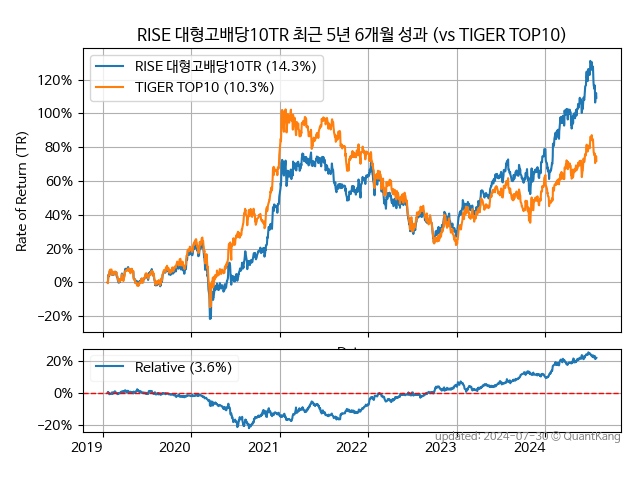 RISE 대형고배당10TR 최근 5년 6개월 성과 (vs TIGER TOP10)
RISE 대형고배당10TR (14.3%)
TIGER TOP10 (10.3%)
Rate of Return (TR)
120%
100%
80%
60%
40%
20%
0%
−20%
Relative (3.6%)
20%
0%
−20%
2019 2020 2021 2022 2023 2024
updated: 2024-07-30 © QuantKang